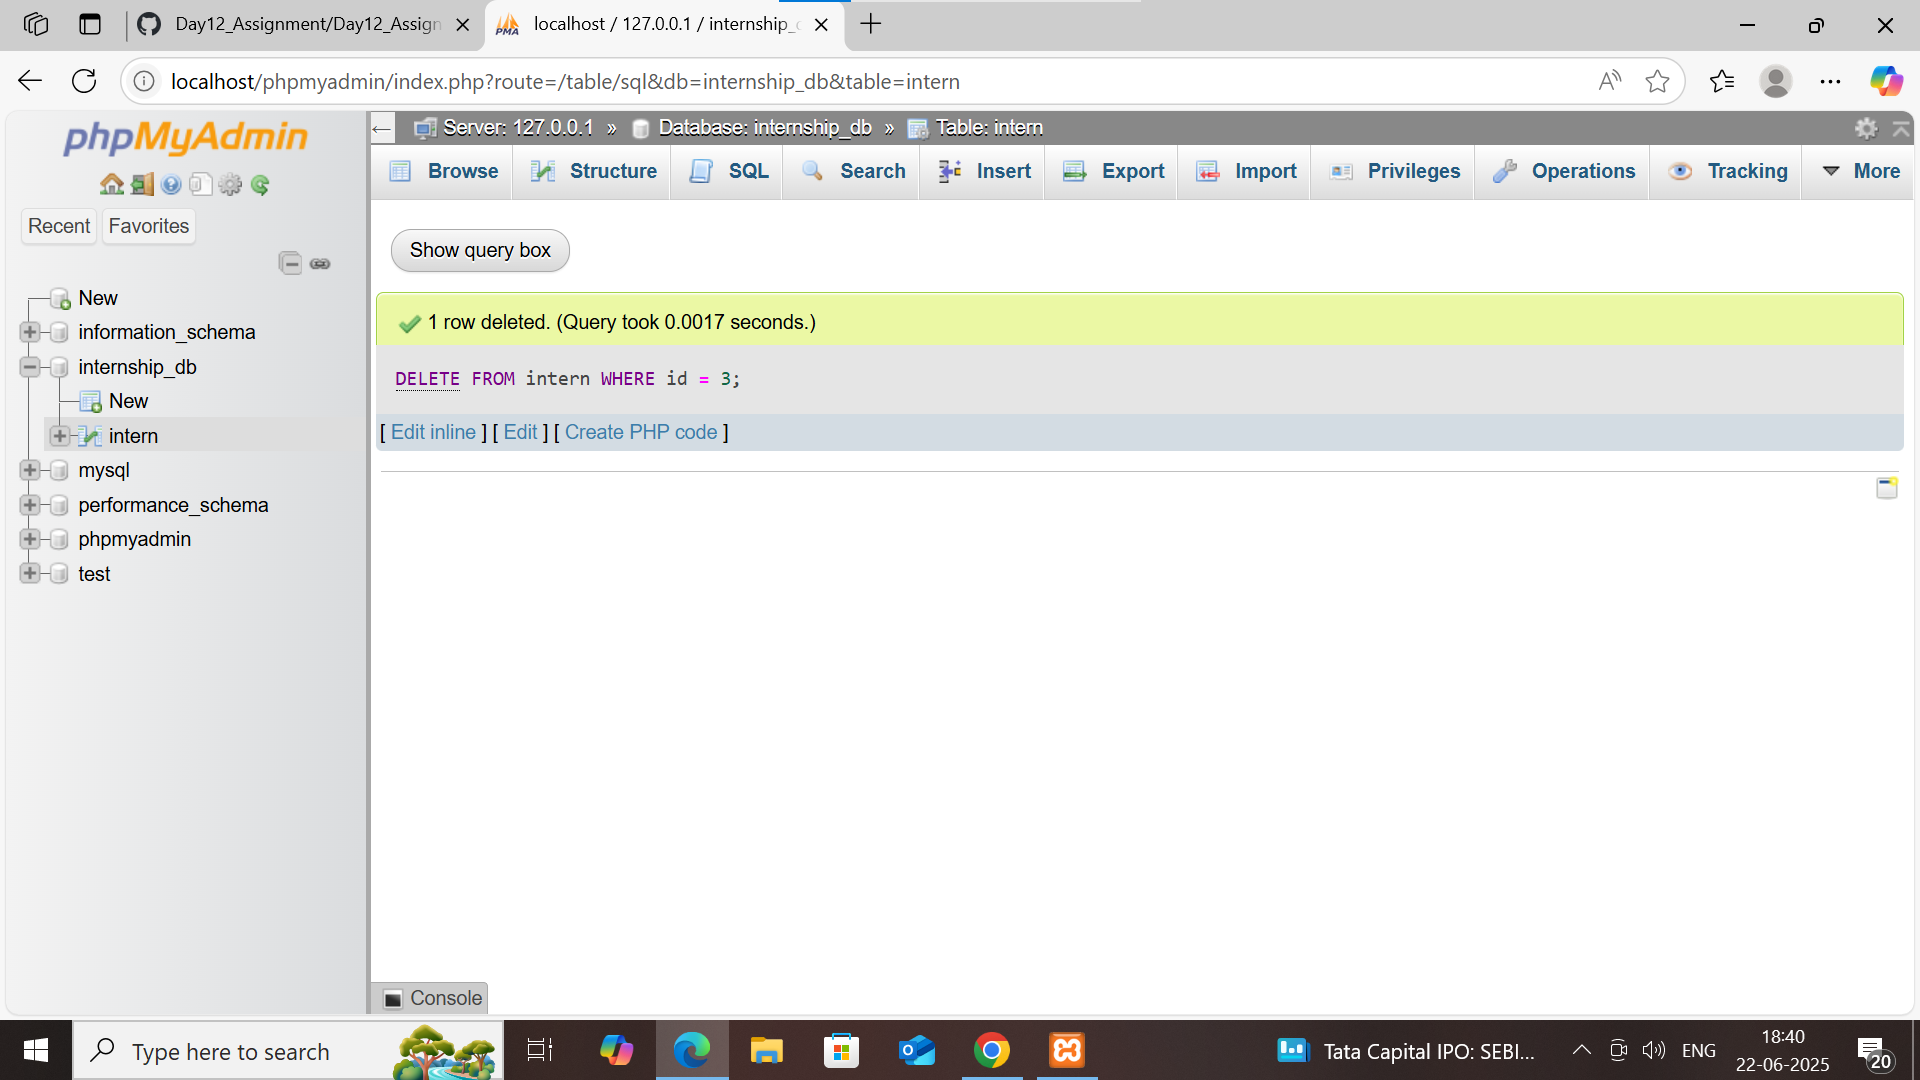 Day12_Assignment/Day12_Assign
localhost / 127.0.0.1 / internship_
localhost/phpmyadmin/index.php?route=/table/sql&db=internship_db&table=intern
phpMyAdmin
Recent
Favorites
New
information_schema
internship_db
New
intern
mysql
performance_schema
phpmyadmin
test
Server: 127.0.0.1 » Database: internship_db » Table: intern
Browse
Structure
SQL
Search
Insert
Export
Import
Privileges
Operations
Tracking
More
Show query box
1 row deleted. (Query took 0.0017 seconds.)
DELETE FROM intern WHERE id = 3;
[ Edit inline ] [ Edit ] [ Create PHP code ]
Console
Type here to search
Tata Capital IPO: SEBI...
ENG
18:40
22-06-2025
20